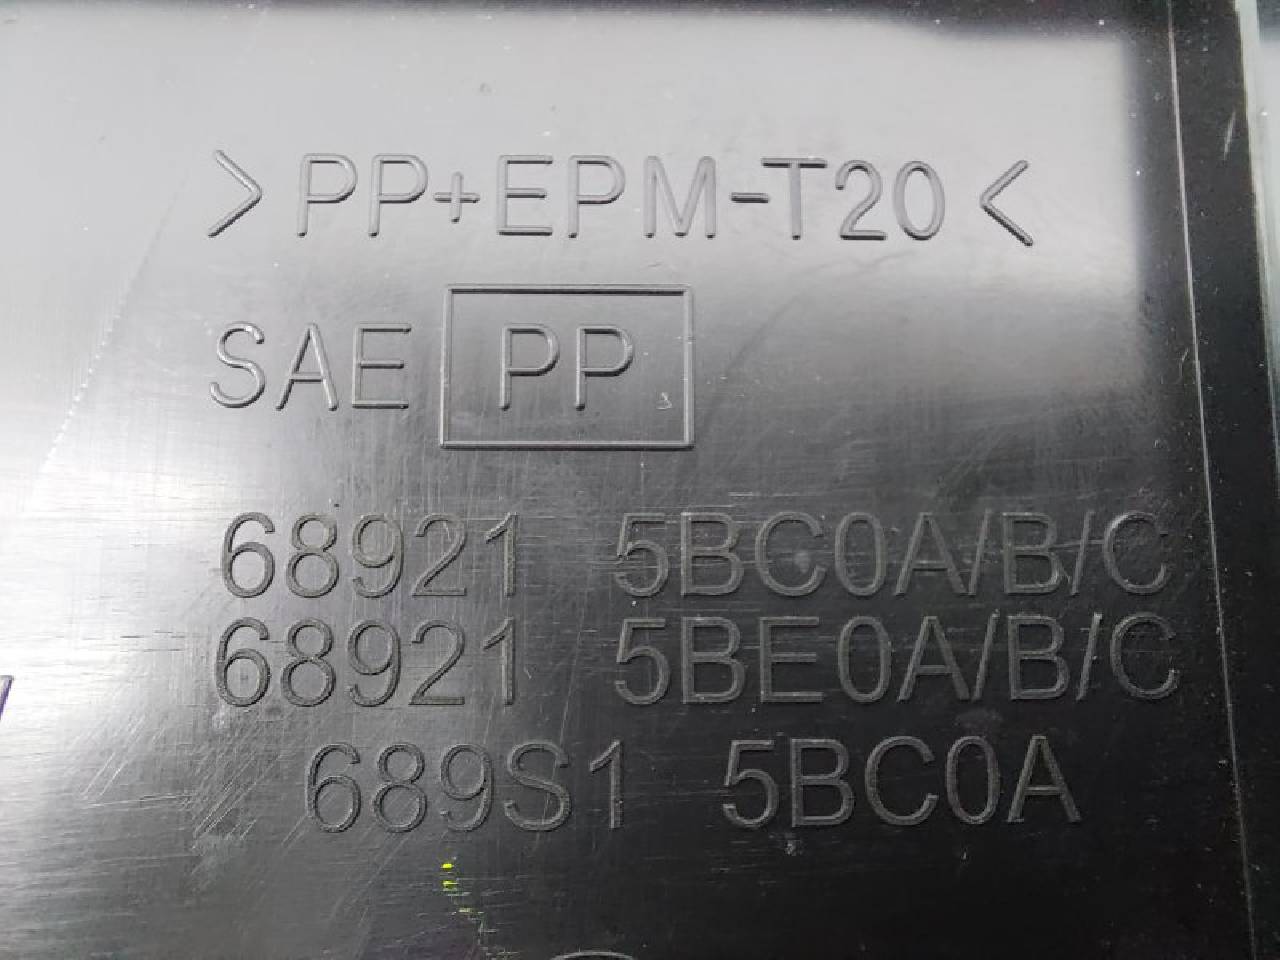 >PP+EPM-T20<
SAE PP
68921 5BC0A/B/C
68921 5BE0A/B/C
689S1 5BC0A